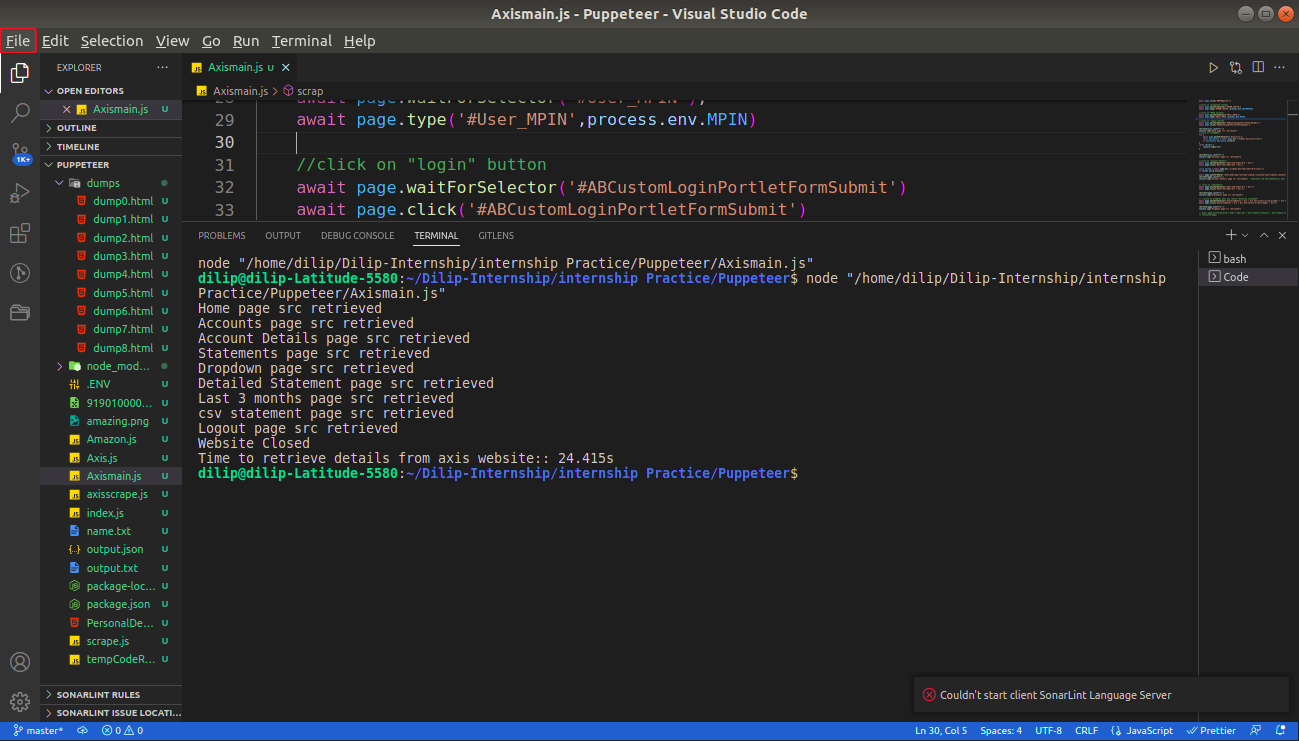 Axismain.js - Puppeteer - Visual Studio Code
File Edit Selection View Go Run Terminal Help
EXPLORER
OPEN EDITORS
Axismain.js U
OUTLINE
TIMELINE
1K+
PUPPETEER
dumps
dump0.html U
dump1.html U
dump2.html U
dump3.html U
dump4.html U
dump5.html U
dump6.html U
dump7.html U
dump8.html U
node_mod...
.ENV U
919010000... U
amazing.png U
Amazon.js U
Axis.js U
Axismain.js U
axisscrape.js U
index.js U
name.txt U
output.json U
output.txt U
package-loc... U
package.json U
PersonalDe... U
scrape.js U
tempCodeR... U
SONARLINT RULES
SONARLINT ISSUE LOCATI...
Axismain.js U
Axismain.js > scrap
28 await page.waitForSelector('#User_MPIN');
29 await page.type('#User_MPIN',process.env.MPIN)
30
31 //click on "login" button
32 await page.waitForSelector('#ABCustomLoginPortletFormSubmit')
33 await page.click('#ABCustomLoginPortletFormSubmit')
PROBLEMS OUTPUT DEBUG CONSOLE TERMINAL GITLENS
node "/home/dilip/Dilip-Internship/internship Practice/Puppeteer/Axismain.js"
dilip@dilip-Latitude-5580:~/Dilip-Internship/internship Practice/Puppeteer$ node "/home/dilip/Dilip-Internship/internship
Practice/Puppeteer/Axismain.js"
Home page src retrieved
Accounts page src retrieved
Account Details page src retrieved
Statements page src retrieved
Dropdown page src retrieved
Detailed Statement page src retrieved
Last 3 months page src retrieved
csv statement page src retrieved
Logout page src retrieved
Website Closed
Time to retrieve details from axis website:: 24.415s
dilip@dilip-Latitude-5580:~/Dilip-Internship/internship Practice/Puppeteer$
bash
Code
Couldn't start client SonarLint Language Server
master* 0 0 Ln 30, Col 5 Spaces: 4 UTF-8 CRLF JavaScript Prettier